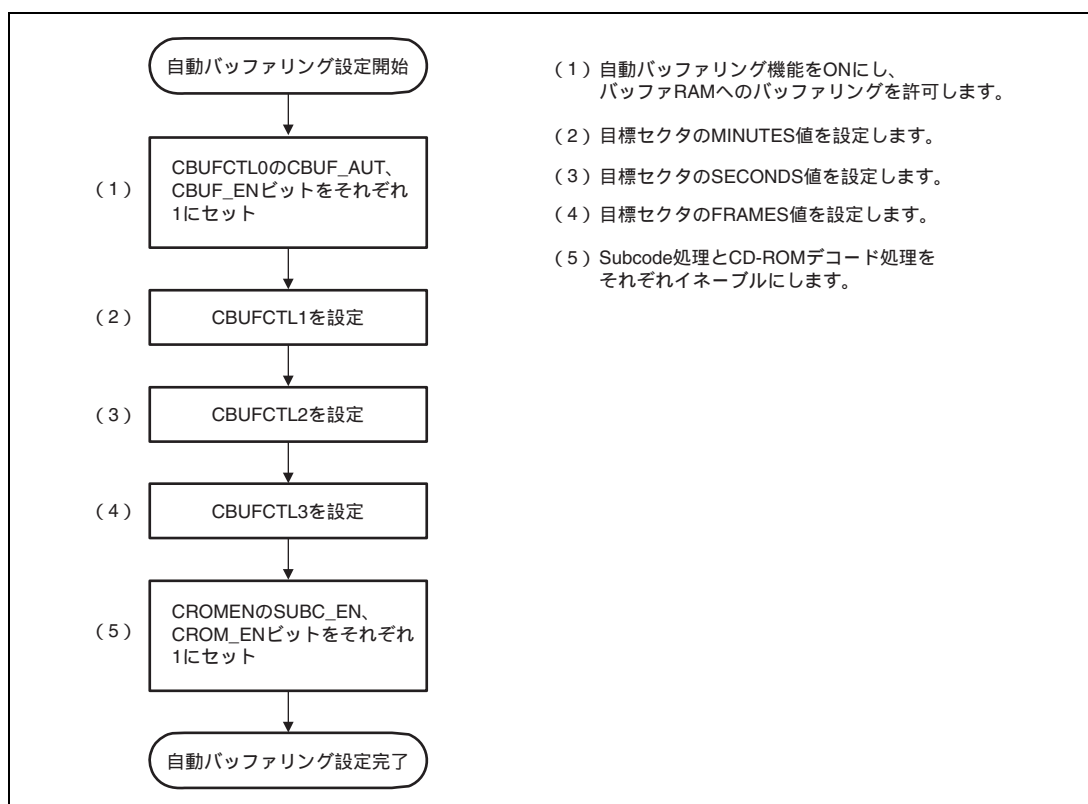 自動バッファリング設定開始
(1)
CBUFCTL0のCBUF_AUT、
CBUF_ENビットをそれぞれ
1にセット
(2)
CBUFCTL1を設定
(3)
CBUFCTL2を設定
(4)
CBUFCTL3を設定
(5)
CROMENのSUBC_EN、
CROM_ENビットをそれぞれ
1にセット
自動バッファリング設定完了
(1)自動バッファリング機能をONにし、
バッファRAMへのバッファリングを許可します。
(2)目標セクタのMINUTES値を設定します。
(3)目標セクタのSECONDS値を設定します。
(4)目標セクタのFRAMES値を設定します。
(5)Subcode処理とCD-ROMデコード処理を
それぞれイネーブルにします。